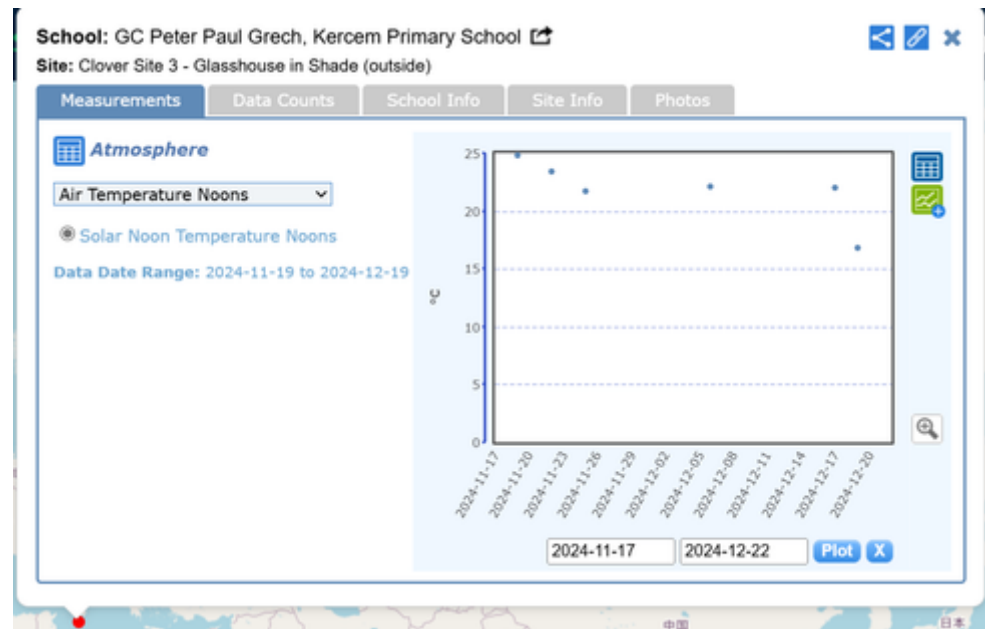 School: GC Peter Paul Grech, Kercem Primary School
Site: Clover Site 3 - Glasshouse in Shade (outside)
Measurements
Data Counts
School Info
Site Info
Photos
Atmosphere
Air Temperature Noons
Solar Noon Temperature Noons
Data Date Range: 2024-11-19 to 2024-12-19
25
20
15
10
5
0
°C
2024-11-17
2024-11-20
2024-11-23
2024-11-26
2024-11-29
2024-12-02
2024-12-05
2024-12-08
2024-12-11
2024-12-14
2024-12-17
2024-12-20
2024-11-17
2024-12-22
Plot
X
中国
日本